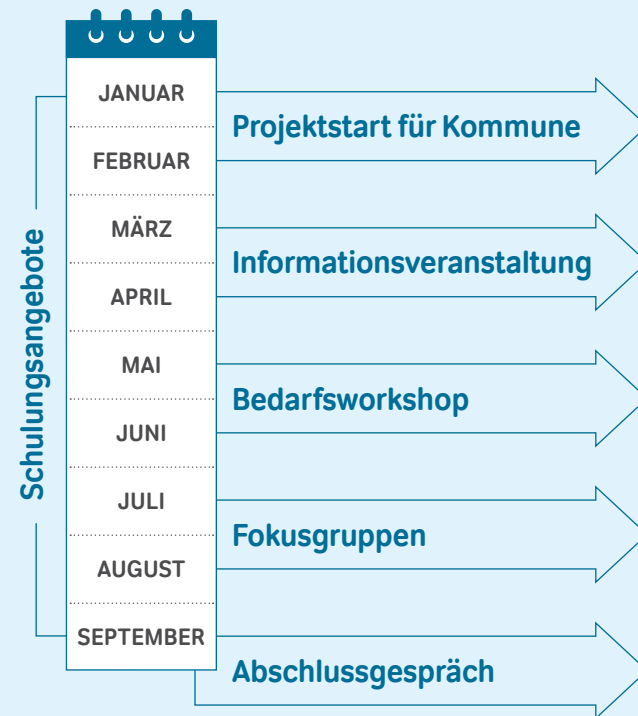 Schulungsangebote
JANUAR
FEBRUAR
MÄRZ
APRIL
MAI
JUNI
JULI
AUGUST
SEPTEMBER
Projektstart für Kommune
Informationsveranstaltung
Bedarfsworkshop
Fokusgruppen
Abschlussgespräch